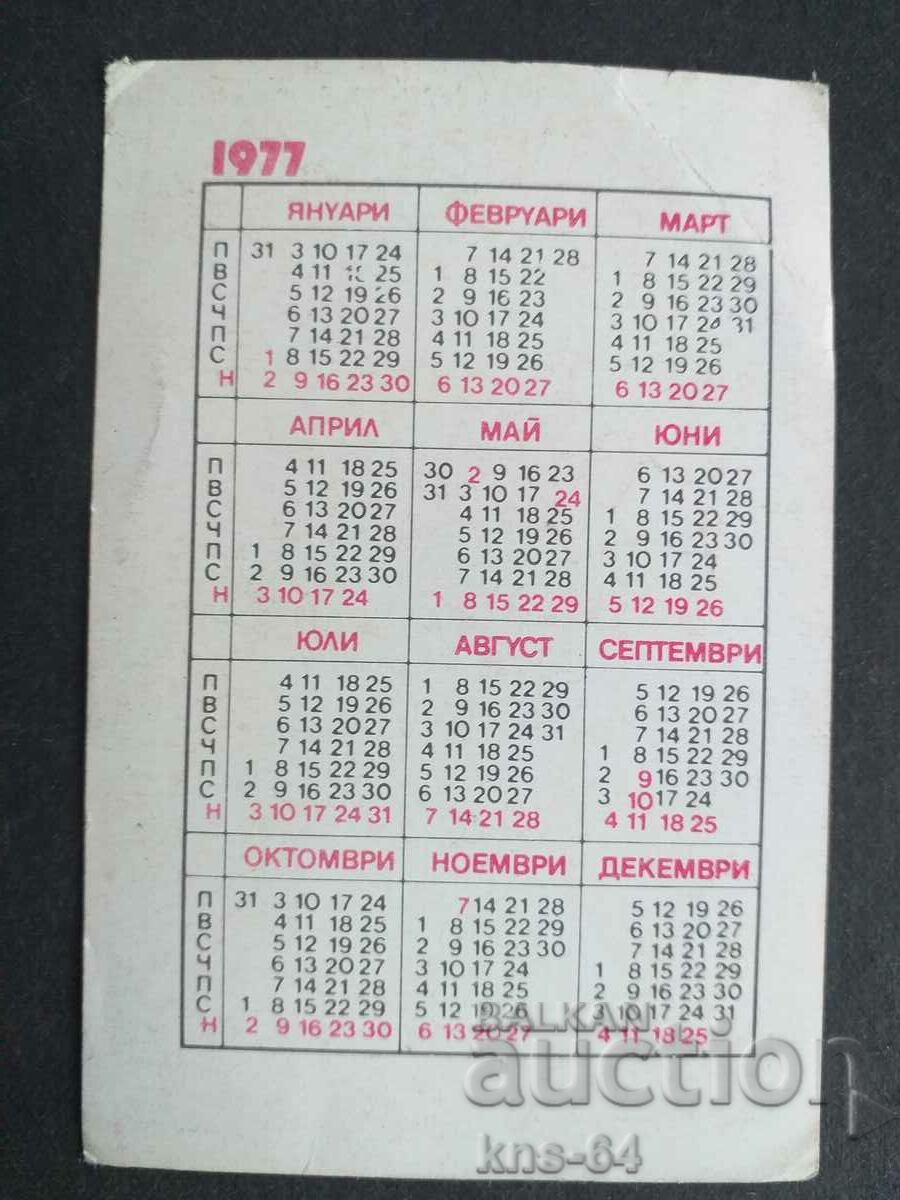 1977
ЯНУАРИ ФЕВРУАРИ МАРТ
П 31 3 10 17 24 7 14 21 28 7 14 21 28
В 4 11 18 25 1 8 15 22 1 8 15 22 29
С 5 12 19 26 2 9 16 23 2 9 16 23 30
Ч 6 13 20 27 3 10 17 24 3 10 17 24 31
П 7 14 21 28 4 11 18 25 4 11 18 25
С 1 8 15 22 29 5 12 19 26 5 12 19 26
Н 2 9 16 23 30 6 13 20 27 6 13 20 27
АПРИЛ МАЙ ЮНИ
П 4 11 18 25 30 2 9 16 23 6 13 20 27
В 5 12 19 26 31 3 10 17 24 7 14 21 28
С 6 13 20 27 4 11 18 25 1 8 15 22 29
Ч 7 14 21 28 5 12 19 26 2 9 16 23 30
П 1 8 15 22 29 6 13 20 27 3 10 17 24
С 2 9 16 23 30 7 14 21 28 4 11 18 25
Н 3 10 17 24 1 8 15 22 29 5 12 19 26
ЮЛИ АВГУСТ СЕПТЕМВРИ
П 4 11 18 25 1 8 15 22 29 5 12 19 26
В 5 12 19 26 2 9 16 23 30 6 13 20 27
С 6 13 20 27 3 10 17 24 31 7 14 21 28
Ч 7 14 21 28 4 11 18 25 1 8 15 22 29
П 1 8 15 22 29 5 12 19 26 2 9 16 23 30
С 2 9 16 23 30 6 13 20 27 3 10 17 24
Н 3 10 17 24 31 7 14 21 28 4 11 18 25
ОКТОМВРИ НОЕМВРИ ДЕКЕМВРИ
П 31 3 10 17 24 7 14 21 28 5 12 19 26
В 4 11 18 25 1 8 15 22 29 6 13 20 27
С 5 12 19 26 2 9 16 23 30 7 14 21 28
Ч 6 13 20 27 3 10 17 24 1 8 15 22 29
П 7 14 21 28 4 11 18 25 2 9 16 23 30
С 1 8 15 22 29 5 12 19 26 3 10 17 24 31
Н 2 9 16 23 30 6 13 20 27 4 11 18 25
BALKAN
auction
kns-64